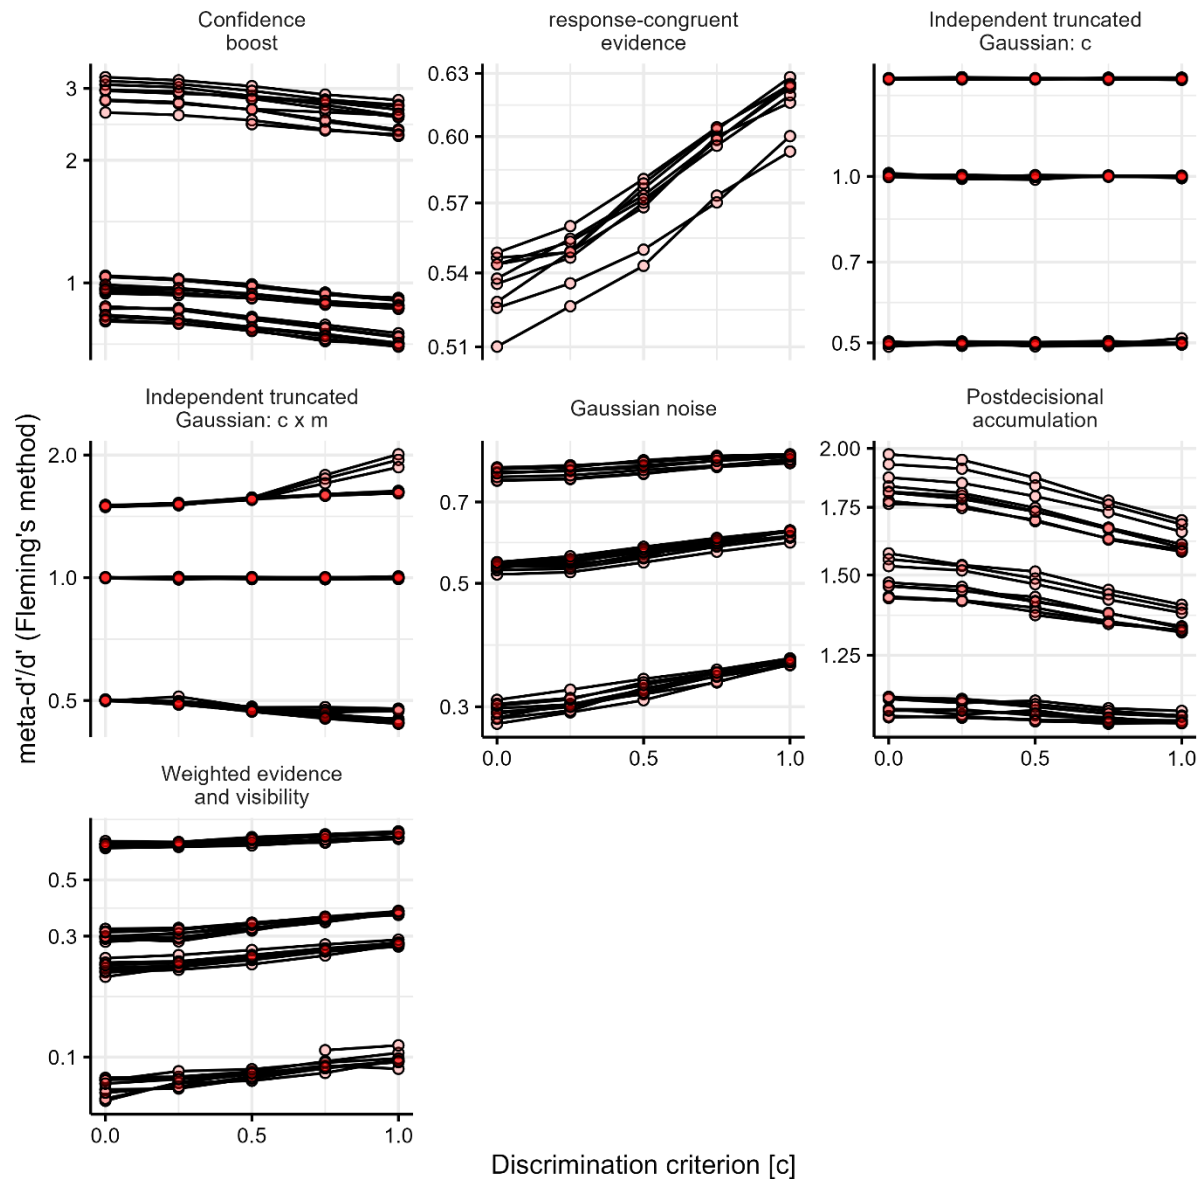 Confidence
boost
response-congruent
evidence
Independent truncated
Gaussian: c
3
2
1
0.63
0.60
0.57
0.54
0.51
1.0
0.7
0.5
Independent truncated
Gaussian: c x m
Gaussian noise
Postdecisional
accumulation
2.0
1.0
0.5
0.7
0.5
0.3
0.0
0.5
1.0
2.00
1.75
1.50
1.25
0.0
0.5
1.0
meta-d'/d' (Fleming's method)
Weighted evidence
and visibility
0.5
0.3
0.1
0.0
0.5
1.0
Discrimination criterion [c]